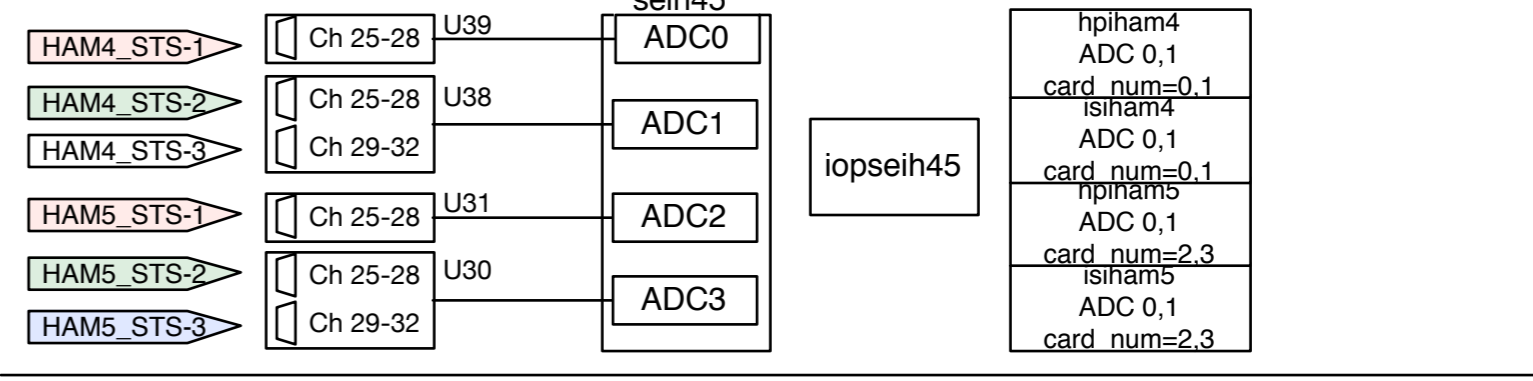 seih45
HAM4_STS-1
Ch 25-28
U39
ADC0
HAM4_STS-2
Ch 25-28
U38
ADC1
HAM4_STS-3
Ch 29-32
HAM5_STS-1
Ch 25-28
U31
ADC2
HAM5_STS-2
Ch 25-28
U30
ADC3
HAM5_STS-3
Ch 29-32
iopseih45
hpiham4
ADC 0,1
card_num=0,1
isiham4
ADC 0,1
card_num=0,1
hpiham5
ADC 0,1
card_num=2,3
isiham5
ADC 0,1
card_num=2,3